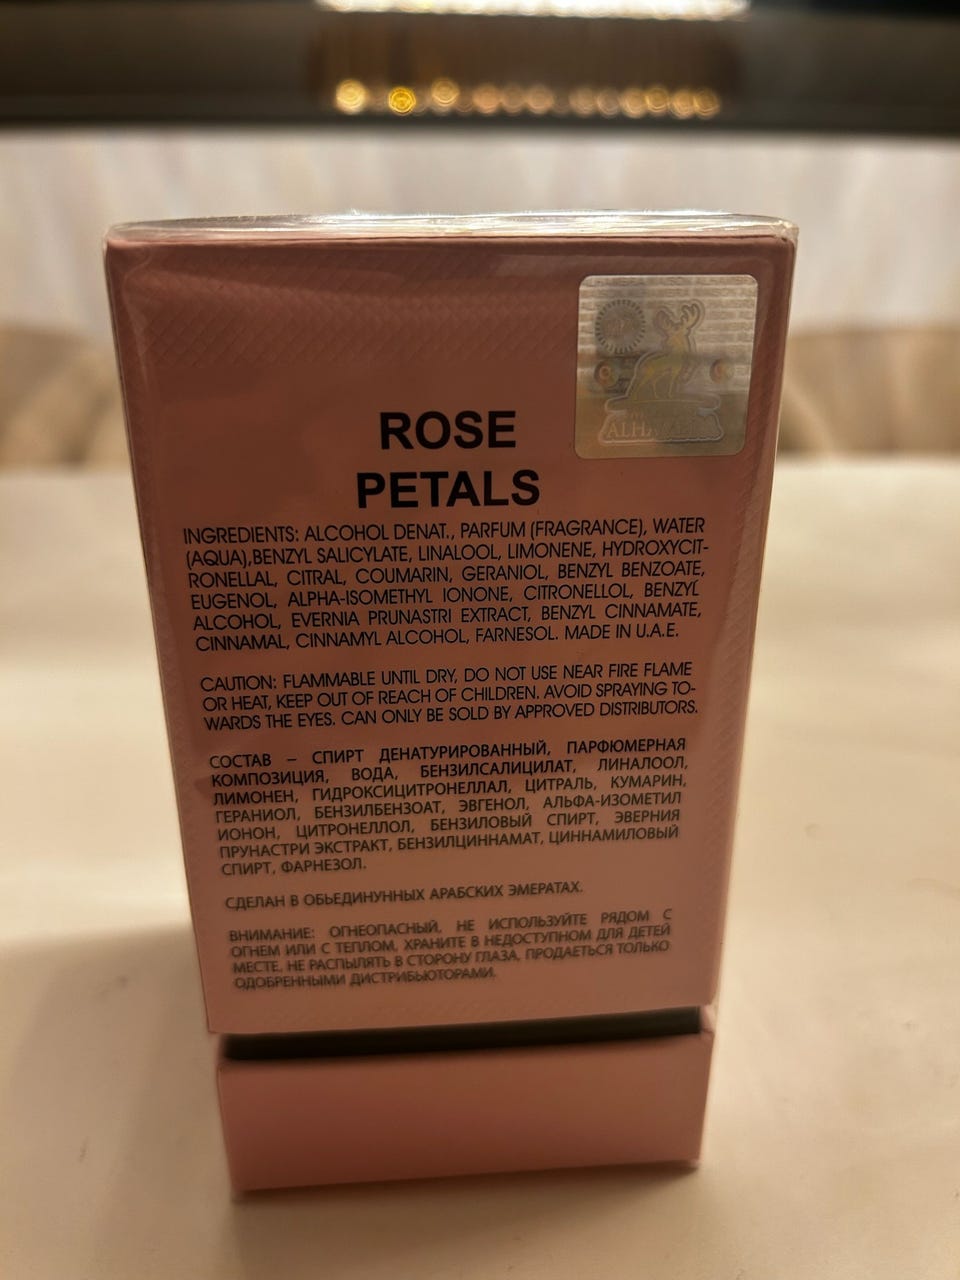 ROSE
PETALS
INGREDIENTS: ALCOHOL DENAT., PARFUM (FRAGRANCE), WATER
(AQUA),BENZYL SALICYLATE, LINALOOL, LIMONENE, HYDROXYCIT-
RONELLAL, CITRAL, COUMARIN, GERANIOL, BENZYL BENZOATE,
EUGENOL, ALPHA-ISOMETHYL IONONE, CITRONELLOL, BENZYL
ALCOHOL, EVERNIA PRUNASTRI EXTRACT, BENZYL CINNAMATE,
CINNAMAL, CINNAMYL ALCOHOL, FARNESOL. MADE IN U.A.E.
CAUTION: FLAMMABLE UNTIL DRY, DO NOT USE NEAR FIRE FLAME
OR HEAT, KEEP OUT OF REACH OF CHILDREN. AVOID SPRAYING TO-
WARDS THE EYES. CAN ONLY BE SOLD BY APPROVED DISTRIBUTORS.
СОСТАВ – СПИРТ ДЕНАТУРИРОВАННЫЙ, ПАРФЮМЕРНАЯ
КОМПОЗИЦИЯ, ВОДА, БЕНЗИЛСАЛИЦИЛАТ, ЛИНАЛООЛ,
ЛИМОНЕН, ГИДРОКСИЦИТРОНЕЛЛАЛ, ЦИТРАЛЬ, КУМАРИН,
ГЕРАНИОЛ, БЕНЗИЛБЕНЗОАТ, ЭВГЕНОЛ, АЛЬФА-ИЗОМЕТИЛ
ИОНОН, ЦИТРОНЕЛЛОЛ, БЕНЗИЛОВЫЙ СПИРТ, ЭВЕРНИЯ
ПРУНАСТРИ ЭКСТРАКТ, БЕНЗИЛЦИННАМАТ, ЦИННАМИЛОВЫЙ
СПИРТ, ФАРНЕЗОЛ.
СДЕЛАН В ОБЬЕДИНУННЫХ АРАБСКИХ ЭМЕРАТАХ.
ВНИМАНИЕ: ОГНЕОПАСНЫЙ, НЕ ИСПОЛЬЗУЙТЕ РЯДОМ С
ОГНЕМ ИЛИ С ТЕПЛОМ, ХРАНИТЕ В НЕДОСТУПНОМ ДЛЯ ДЕТЕЙ
МЕСТЕ, НЕ РАСПЫЛЯТЬ В СТОРОНУ ГЛАЗА, ПРОДАЕТЬСЯ ТОЛЬКО
ОДОБРЕННЫМИ ДИСТРИБЬЮТОРАМИ.